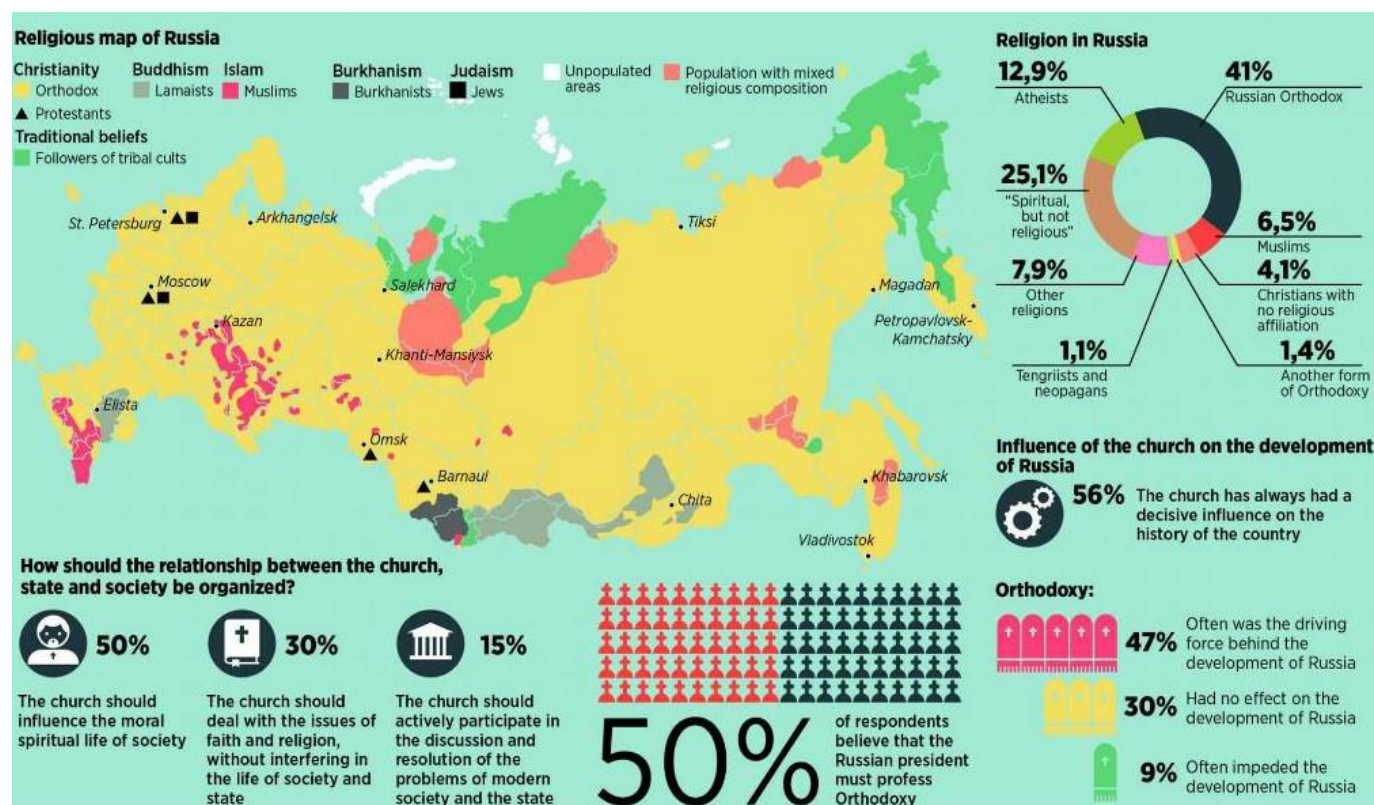 Religious map of Russia
Christianity
Orthodox
Protestants
Traditional beliefs
Followers of tribal cults
Buddhism
Lamaists
Islam
Muslims
Burkhanism
Burkhanists
Judaism
Jews
Unpopulated
areas
Population with mixed
religious composition
St. Petersburg
Arkhangelsk
Moscow
Kazan
Salekhard
Khanti-Mansiysk
Tiksi
Magadan
Petropavlovsk-
Kamchatsky
Elista
Omsk
Barnaul
Chita
Khabarovsk
Vladivostok
Religion in Russia
12,9%
Atheists
41%
Russian Orthodox
25,1%
"Spiritual,
but not
religious"
6,5%
Muslims
7,9%
Other
religions
4,1%
Christians with
no religious
affiliation
1,1%
Tengriists and
neopagans
1,4%
Another form
of Orthodoxy
Influence of the church on the development
of Russia
56%
The church has always had a
decisive influence on the
history of the country
How should the relationship between the church,
state and society be organized?
50%
The church should
influence the moral
spiritual life of society
30%
The church should
deal with the issues of
faith and religion,
without interfering in
the life of society and
state
15%
The church should
actively participate in
the discussion and
resolution of the
problems of modern
society and the state
50%
of respondents
believe that the
Russian president
must profess
Orthodoxy
Orthodoxy:
47%
Often was the driving
force behind the
development of Russia
30%
Had no effect on the
development of Russia
9%
Often impeded the
development of Russia